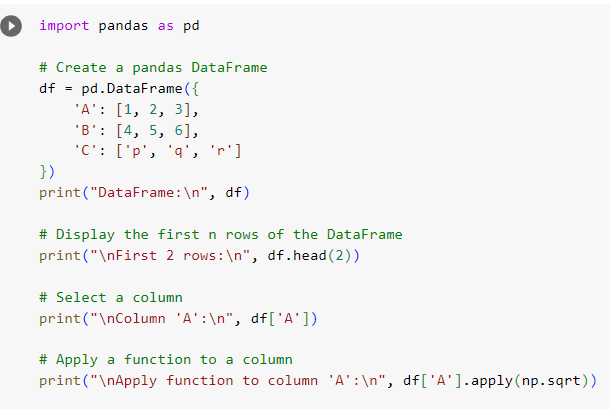 import pandas as pd
# Create a pandas DataFrame
df = pd.DataFrame({
    'A': [1, 2, 3],
    'B': [4, 5, 6],
    'C': ['p', 'q', 'r']
})
print("DataFrame:\n", df)
# Display the first n rows of the DataFrame
print("\nFirst 2 rows:\n", df.head(2))
# Select a column
print("\nColumn 'A':\n", df['A'])
# Apply a function to a column
print("\nApply function to column 'A':\n", df['A'].apply(np.sqrt))